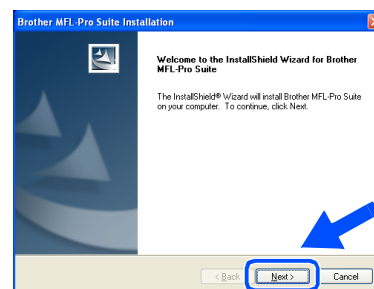 Brother MFL-Pro Suite Installation
Welcome to the InstallShield Wizard for Brother
MFL-Pro Suite
The InstallShield® Wizard will install Brother MFL-Pro Suite
on your computer. To continue, click Next.
< Back
Next >
Cancel